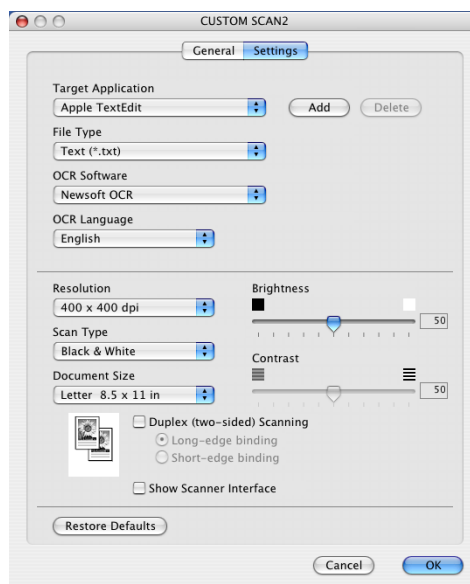 CUSTOM SCAN2
General Settings
Target Application
Apple TextEdit Add Delete
File Type
Text (*.txt)
OCR Software
Newsoft OCR
OCR Language
English
Resolution
400 x 400 dpi
Scan Type
Black & White
Document Size
Letter 8.5 x 11 in
Brightness
50
Contrast
50
Duplex (two-sided) Scanning
Long-edge binding
Short-edge binding
Show Scanner Interface
Restore Defaults
Cancel OK